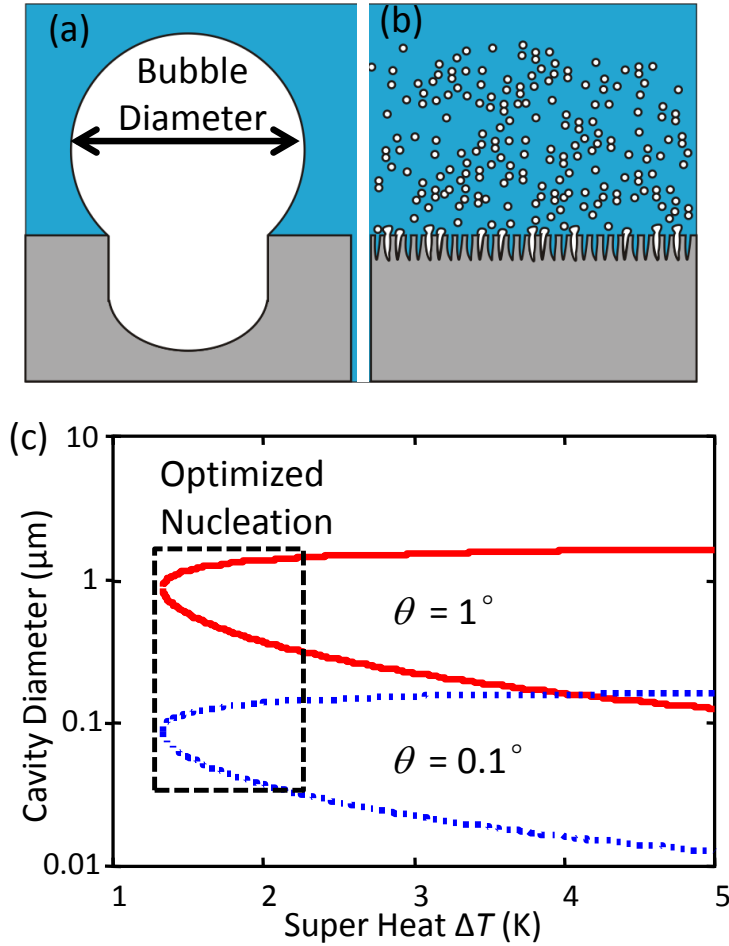 (a)
Bubble
Diameter
(b)
(c)
10
1
0.1
0.01
Cavity Diameter (μm)
Optimized
Nucleation
θ = 1°
θ = 0.1°
1 2 3 4 5
Super Heat ΔT (K)